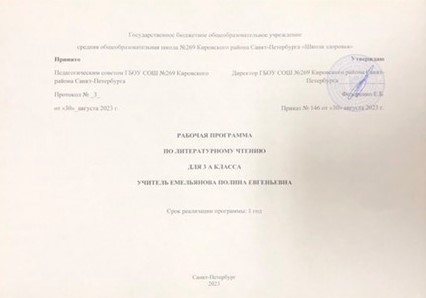 Государственное бюджетное общеобразовательное учреждение
средняя общеобразовательная школа №269 Кировского района Санкт-Петербурга «Школа здоровья»
Принято Утверждаю
Педагогическим советом ГБОУ СОШ №269 Кировского Директор ГБОУ СОШ №269 Кировского района Санкт-
района Санкт-Петербурга Петербурга
Протокол № _1_ Е.В.
от «30» августа 2023 г. Приказ № 146 от «30» августа 2023 г.
РАБОЧАЯ ПРОГРАММА
ПО ЛИТЕРАТУРНОМУ ЧТЕНИЮ
ДЛЯ 3 А КЛАССА
УЧИТЕЛЬ ЕМЕЛЬЯНОВА ПОЛИНА ЕВГЕНЬЕВНА
Срок реализации программы: 1 год
Санкт-Петербург
2023